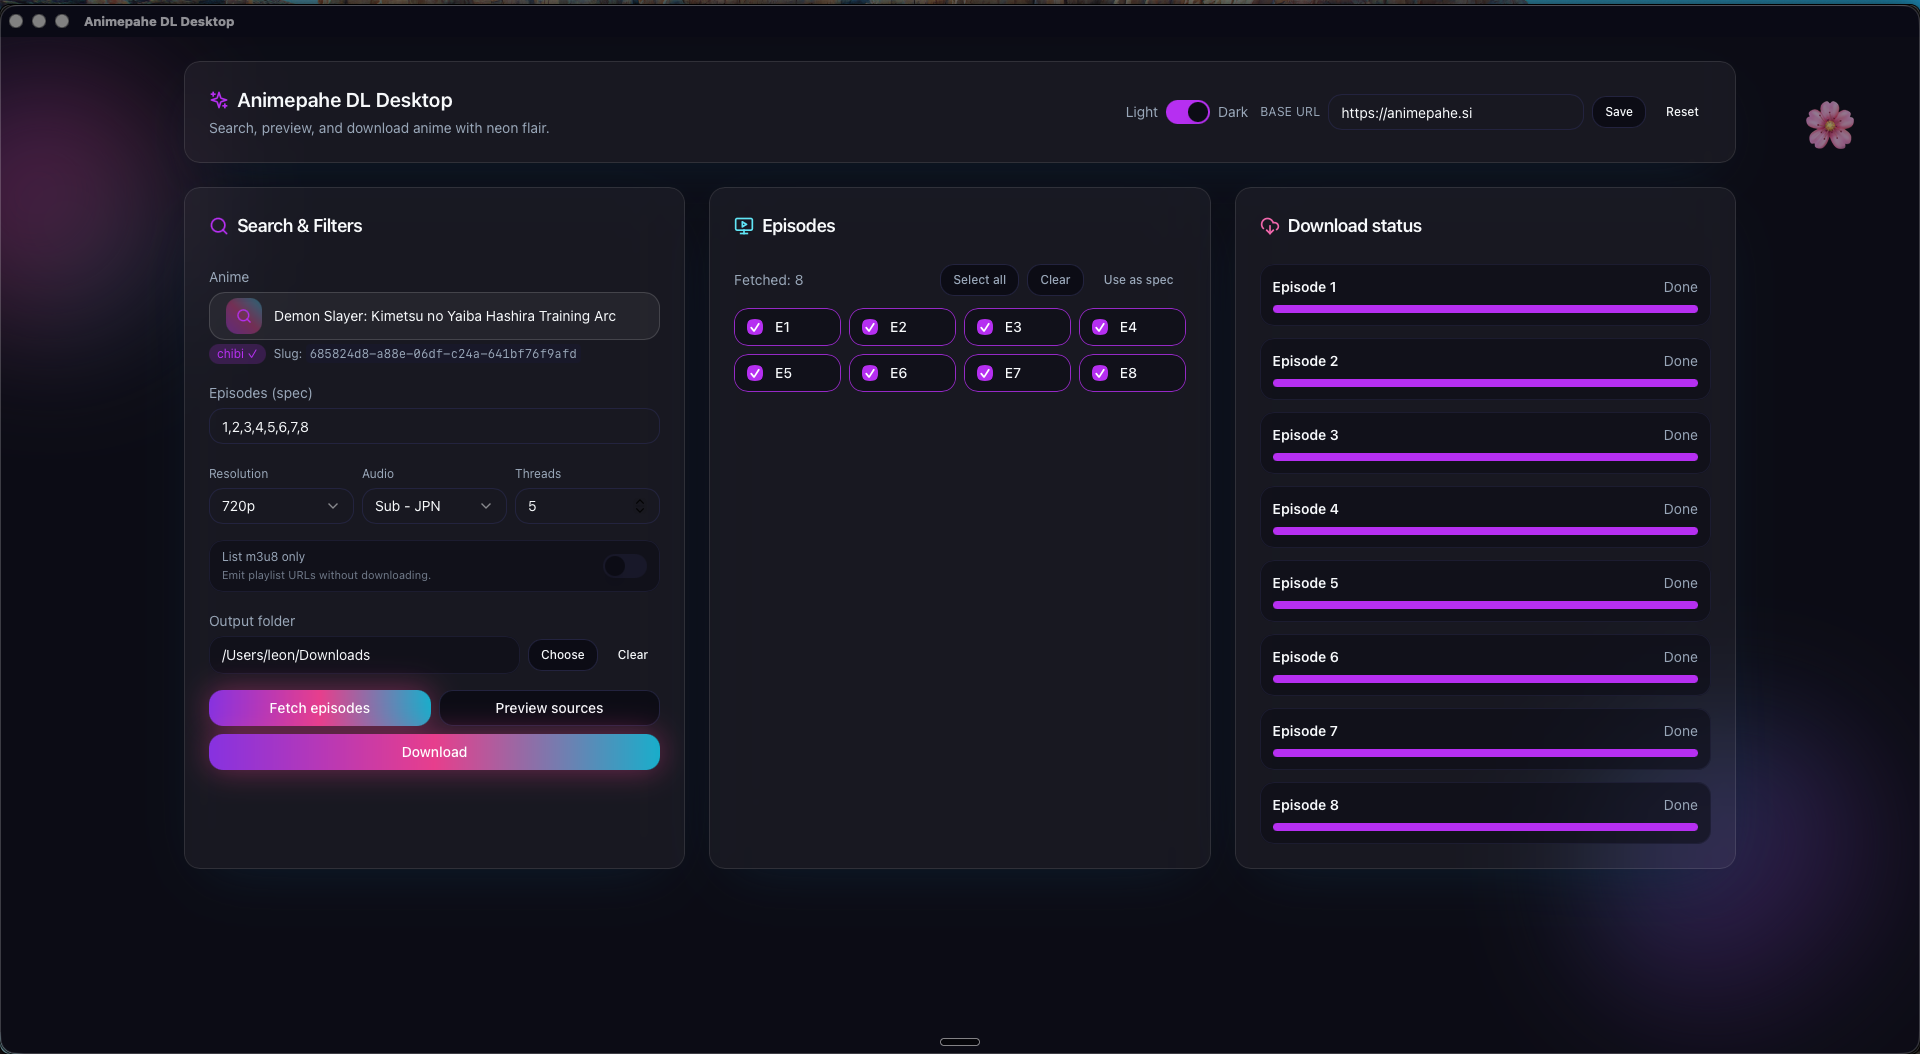 Animepahe DL Desktop
Animepahe DL Desktop
Search, preview, and download anime with neon flair.
Light Dark BASE URL https://animepahe.si Save Reset
Search & Filters
Anime
Demon Slayer: Kimetsu no Yaiba Hashira Training Arc
chibi ✓ Slug: 685824d8-a88e-06df-c24a-641bf76f9afd
Episodes (spec)
1,2,3,4,5,6,7,8
Resolution Audio Threads
720p Sub - JPN 5
List m3u8 only
Emit playlist URLs without downloading.
Output folder
/Users/leon/Downloads Choose Clear
Fetch episodes Preview sources
Download
Episodes
Fetched: 8 Select all Clear Use as spec
E1 E2 E3 E4
E5 E6 E7 E8
Download status
Episode 1 Done
Episode 2 Done
Episode 3 Done
Episode 4 Done
Episode 5 Done
Episode 6 Done
Episode 7 Done
Episode 8 Done